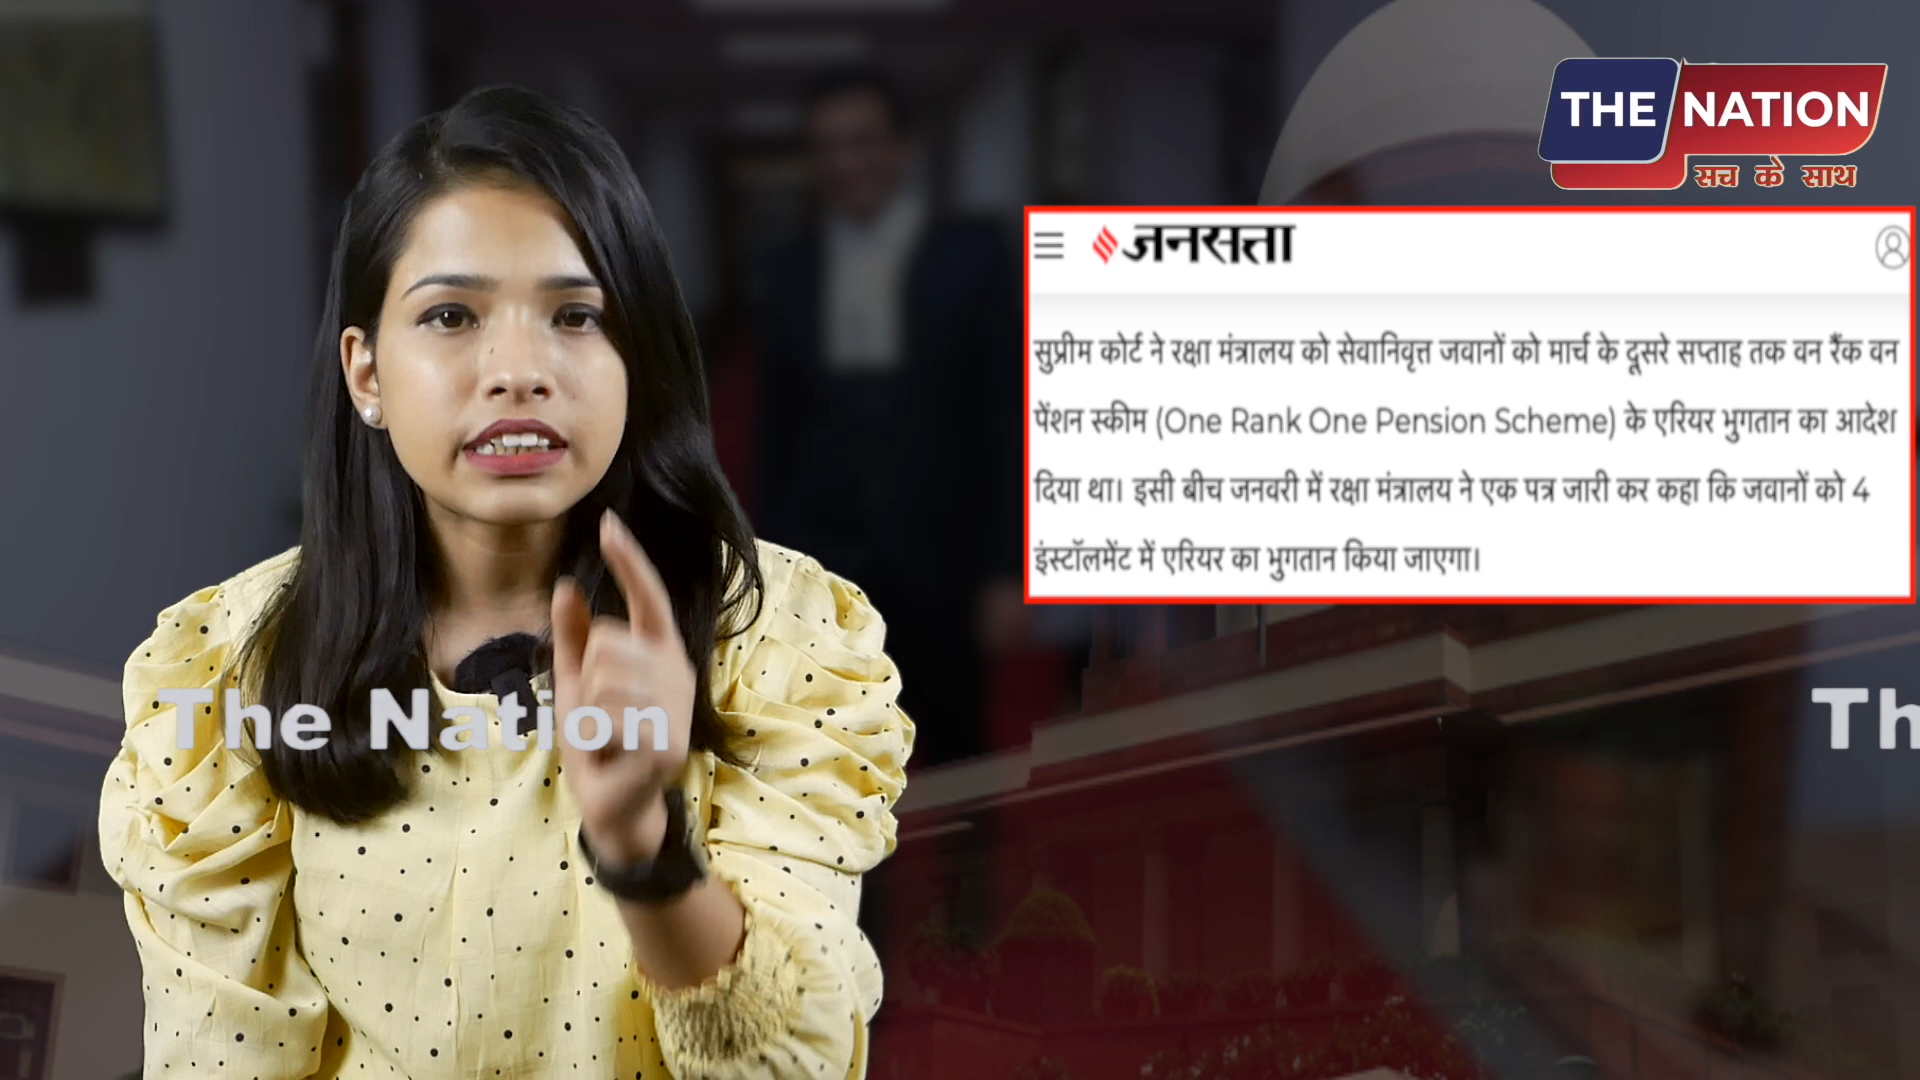 THE NATION
सच के साथ
जनसत्ता
सुप्रीम कोर्ट ने रक्षा मंत्रालय को सेवानिवृत्त जवानों को मार्च के दूसरे सप्ताह तक वन रैंक वन
पेंशन स्कीम (One Rank One Pension Scheme) के एरियर भुगतान का आदेश
दिया था। इसी बीच जनवरी में रक्षा मंत्रालय ने एक पत्र जारी कर कहा कि जवानों को 4
इंस्टॉलमेंट में एरियर का भुगतान किया जाएगा।
The Nation
Th